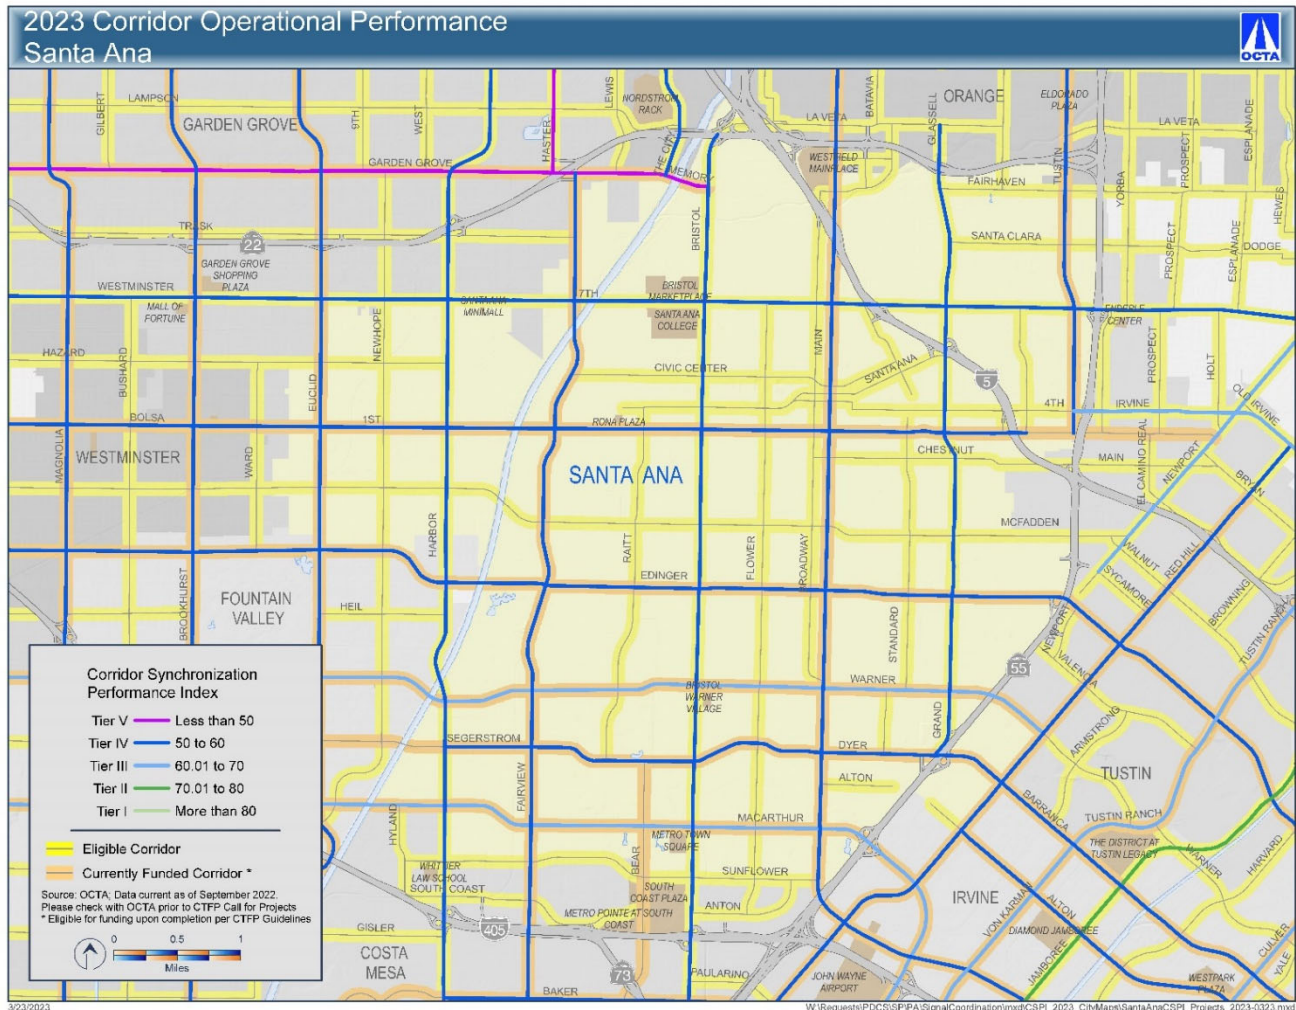 2023 Corridor Operational Performance
Santa Ana
OCTA
LAMPSON
GILBERT
GARDEN GROVE
9TH
WEST
HASTER
LEWIS
NORDSTROM
RACK
THE CITY
LA VETA
BATAVIA
GLASSELL
ORANGE
ELDORADO
PLAZA
LA VETA
PROSPECT
ESPLANADE
GARDEN GROVE
MEMORY
WESTFIELD
MAINPLACE
FAIRHAVEN
TUSTIN
YORBA
HEWES
TRASK
22
BRISTOL
SANTA CLARA
PROSPECT
ESPLANADE
DODGE
GARDEN GROVE
SHOPPING
PLAZA
WESTMINSTER
MALL OF
FORTUNE
SANTA ANA
MINIMALL
17TH
BRISTOL
MARKETPLACE
SANTA ANA
COLLEGE
ENDERLE
CENTER
HAZARD
BUSHARD
NEWHOPE
MAIN
CIVIC CENTER
SANTA ANA
5
PROSPECT
HOLT
EUCLID
4TH
IRVINE
OLD IRVINE
BOLSA
1ST
RONA PLAZA
CHESTNUT
MAIN
MAGNOLIA
WESTMINSTER
WARD
SANTA ANA
EL CAMINO REAL
NEWPORT
BRYAN
HARBOR
RAITT
FLOWER
BROADWAY
MCFADDEN
WALNUT
RED HILL
SYCAMORE
BROWNING
EDINGER
BROOKHURST
FOUNTAIN
VALLEY
HEIL
STANDARD
NEWPORT
TUSTIN RANCH
VALENCIA
55
BRISTOL
WARNER
VILLAGE
WARNER
GRAND
ARMSTRONG
SEGERSTROM
DYER
ALTON
TUSTIN
FAIRVIEW
BARRANCA
TUSTIN RANCH
HYLAND
MACARTHUR
METRO TOWN
SQUARE
THE DISTRICT AT
TUSTIN LEGACY
WARNER
HARVARD
WHITTIER
LAW SCHOOL
SOUTH COAST
BEAR
SUNFLOWER
SOUTH
COAST PLAZA
ANTON
IRVINE
VON KARMAN
ALTON
METRO POINTE AT SOUTH
COAST
DIAMOND JAMBOREE
GISLER
405
JAMBOREE
CULVER
YALE
COSTA
MESA
73
PAULARINO
BAKER
JOHN WAYNE
AIRPORT
WESTPARK
PLAZA
Corridor Synchronization
Performance Index
Tier V Less than 50
Tier IV 50 to 60
Tier III 60.01 to 70
Tier II 70.01 to 80
Tier I More than 80
Eligible Corridor
Currently Funded Corridor *
Source: OCTA; Data current as of September 2022.
Please check with OCTA prior to CTFP Call for Projects
* Eligible for funding upon completion per CTFP Guidelines
0 0.5 1
Miles
3/23/2023
W:\Requests\PDCS\SP\PA\SignalCoordination\mxd\CSPI_2023_CityMaps\SantaAnaCSPI_Projects_2023-0323.mxd